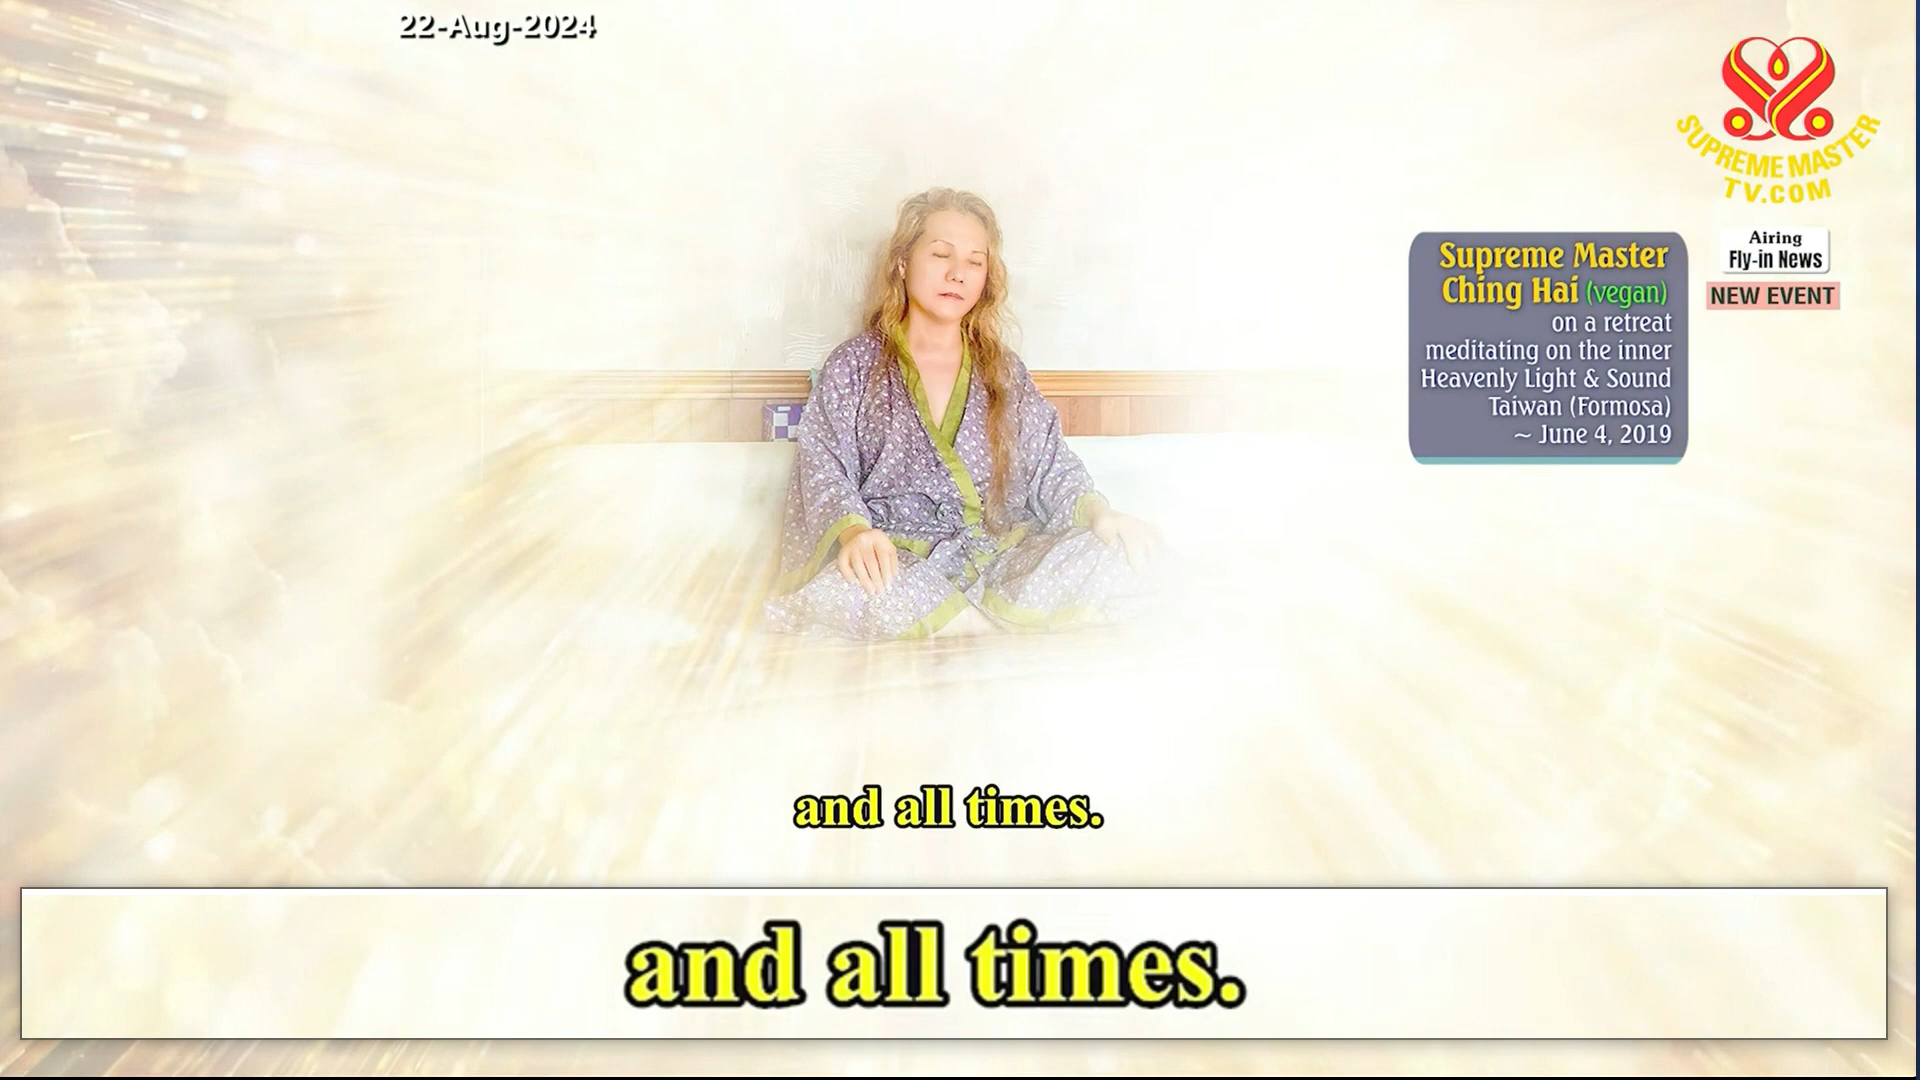 22-Aug-2024
SUPREME MASTER
TV.COM
Supreme Master
Ching Hai (vegan)
on a retreat
meditating on the inner
Heavenly Light & Sound
Taiwan (Formosa)
~ June 4, 2019
Airing
Fly-in News
NEW EVENT
and all times.
and all times.